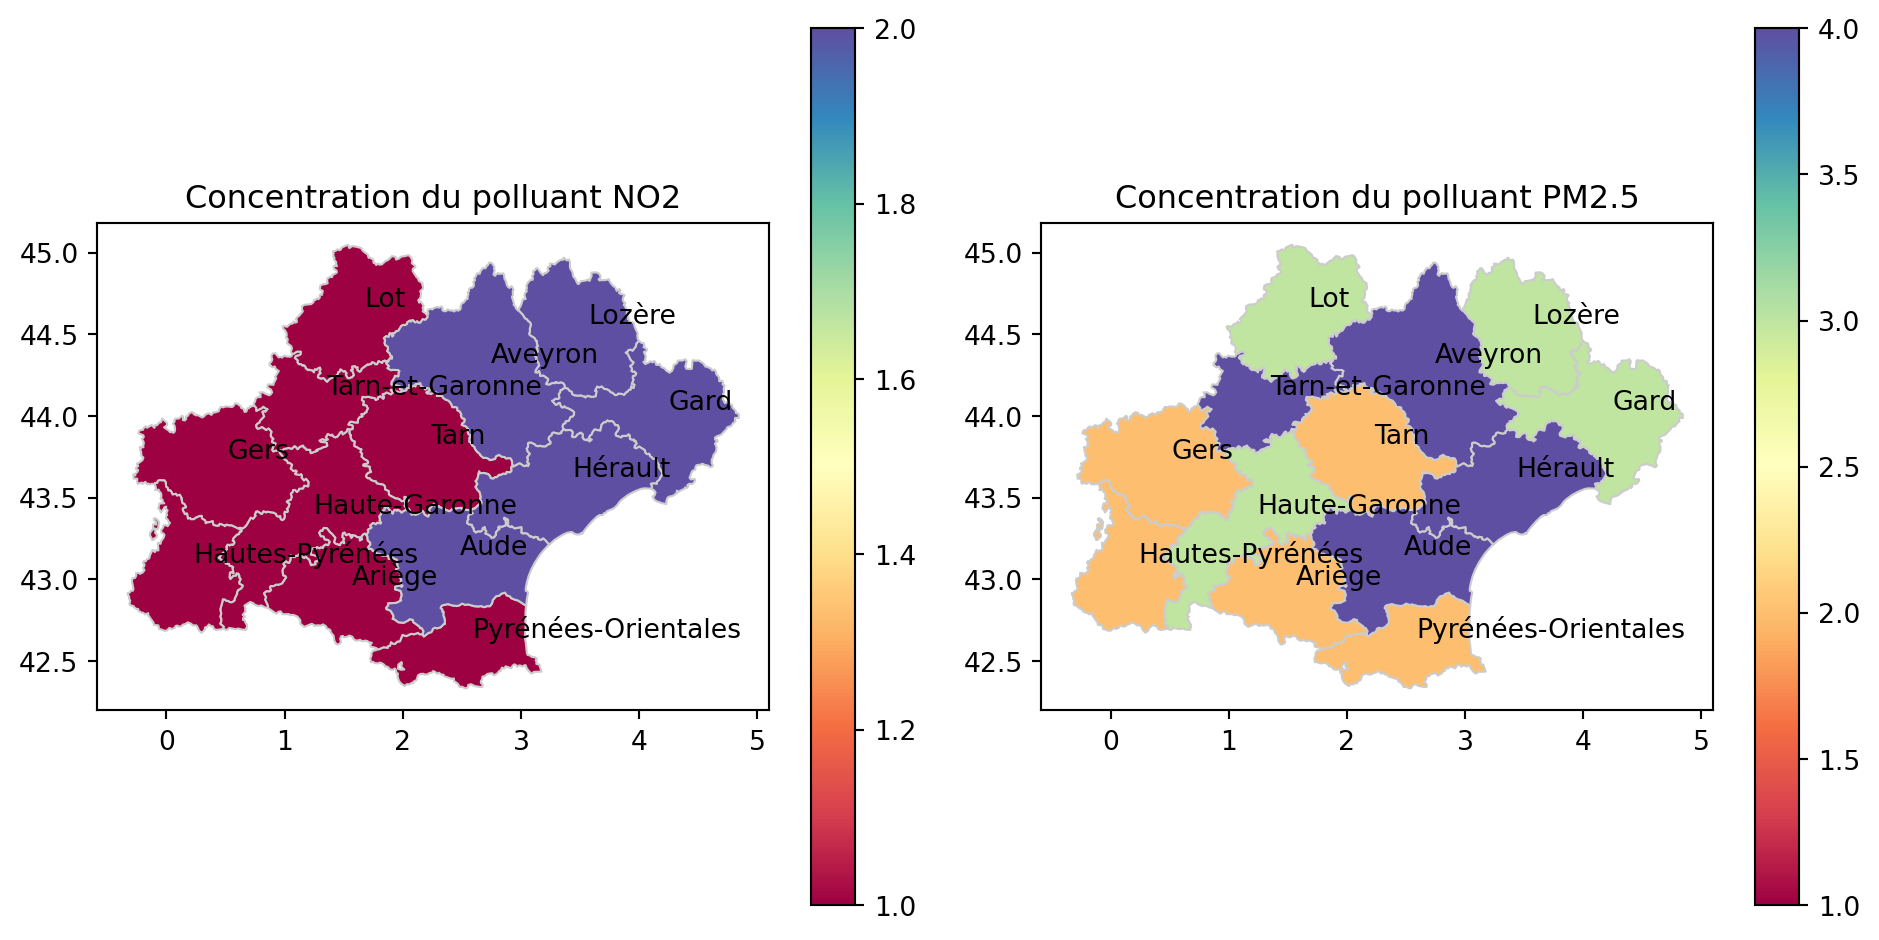 Concentration du polluant NO2
45.0
44.5
44.0
43.5
43.0
42.5
0 1 2 3 4 5
Lot
Lozère
Aveyron
Tarn-et-Garonne
Gard
Tarn
Gers
Hérault
Haute-Garonne
Aude
Hautes-Pyrénées
Ariège
Pyrénées-Orientales
2.0
1.8
1.6
1.4
1.2
1.0
Concentration du polluant PM2.5
45.0
44.5
44.0
43.5
43.0
42.5
0 1 2 3 4 5
Lot
Lozère
Aveyron
Tarn-et-Garonne
Gard
Tarn
Gers
Hérault
Haute-Garonne
Aude
Hautes-Pyrénées
Ariège
Pyrénées-Orientales
4.0
3.5
3.0
2.5
2.0
1.5
1.0